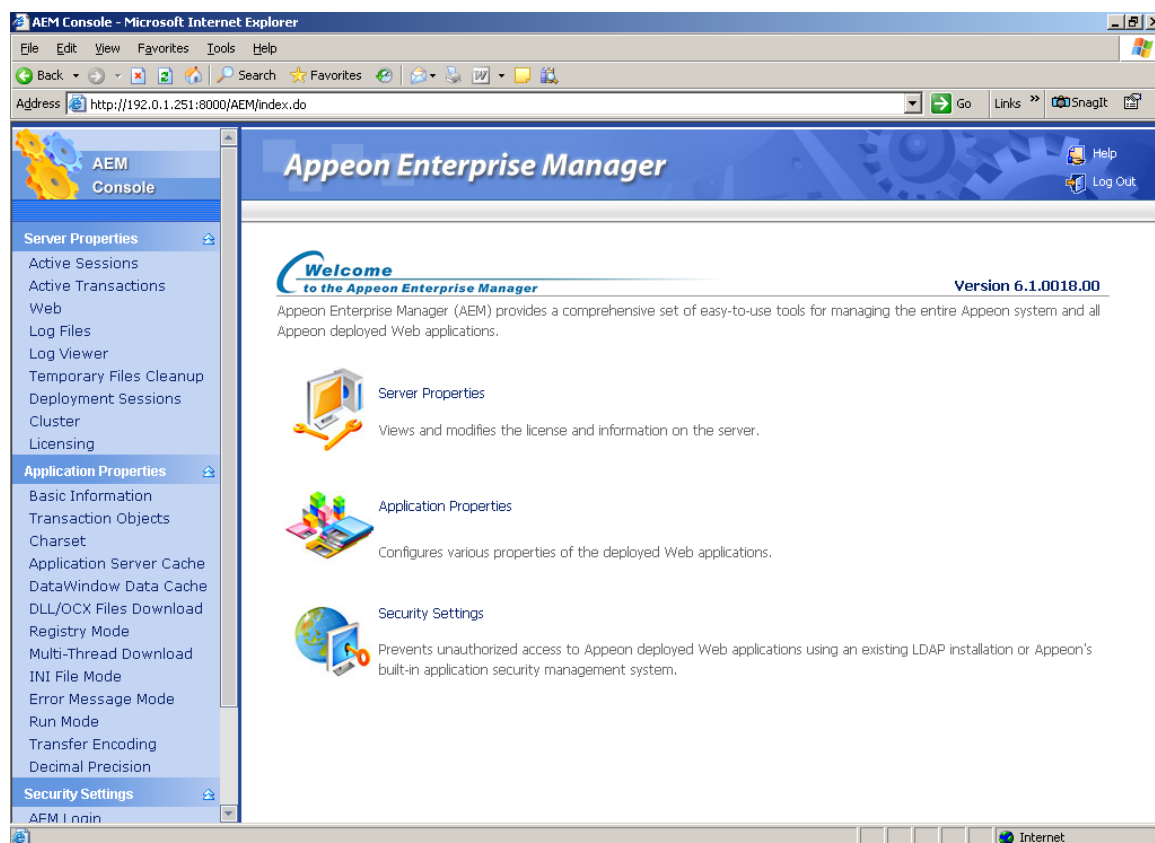 AEM Console - Microsoft Internet Explorer
File Edit View Favorites Tools Help
Back Search Favorites
Address http://192.0.1.251:8000/AEM/index.do Go Links » SnagIt
AEM
Console
Appeon Enterprise Manager
Help
Log Out
Server Properties
Active Sessions
Active Transactions
Web
Log Files
Log Viewer
Temporary Files Cleanup
Deployment Sessions
Cluster
Licensing
Application Properties
Basic Information
Transaction Objects
Charset
Application Server Cache
DataWindow Data Cache
DLL/OCX Files Download
Registry Mode
Multi-Thread Download
INI File Mode
Error Message Mode
Run Mode
Transfer Encoding
Decimal Precision
Security Settings
AEM Login
Welcome
to the Appeon Enterprise Manager
Version 6.1.0018.00
Appeon Enterprise Manager (AEM) provides a comprehensive set of easy-to-use tools for managing the entire Appeon system and all
Appeon deployed Web applications.
Server Properties
Views and modifies the license and information on the server.
Application Properties
Configures various properties of the deployed Web applications.
Security Settings
Prevents unauthorized access to Appeon deployed Web applications using an existing LDAP installation or Appeon's
built-in application security management system.
Internet